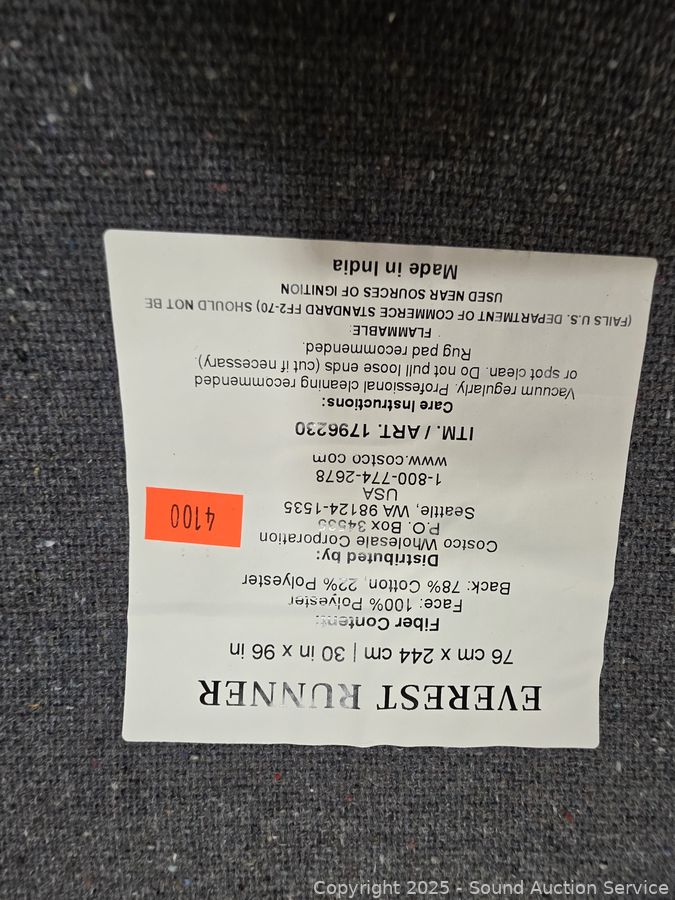 EVEREST RUNNER
76 cm x 244 cm | 30 in x 96 in
Fiber Content:
Face: 100% Polyester
Back: 78% Cotton, 22% Polyester
Distributed by:
Costco Wholesale Corporation
P.O. Box 34535
Seattle, WA 98124-1535
USA
1-800-774-2678
www.costco.com
ITM. / ART. 1796230
Care Instructions:
Vacuum regularly. Professional cleaning recommended
or spot clean. Do not pull loose ends (cut if necessary).
Rug pad recommended.
FLAMMABLE:
(FAILS U.S. DEPARTMENT OF COMMERCE STANDARD FF2-70) SHOULD NOT BE
USED NEAR SOURCES OF IGNITION
Made in India
4100
Copyright 2025 - Sound Auction Service